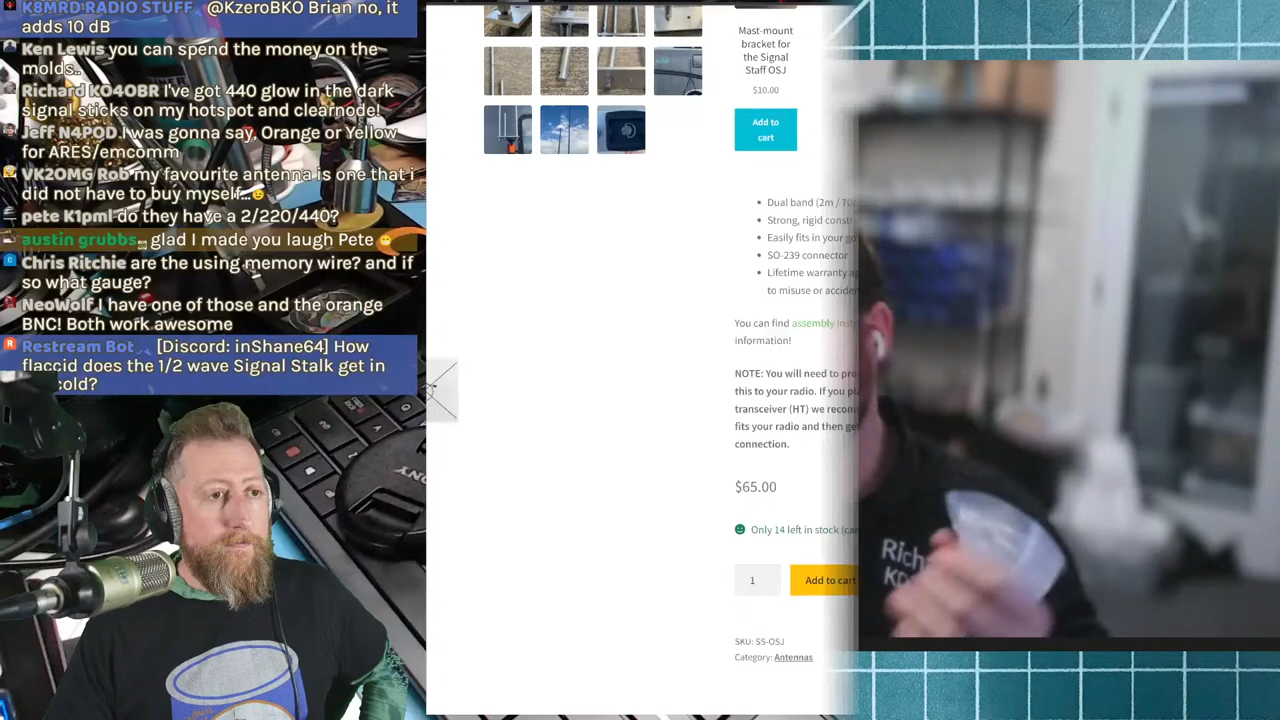 K8MRD RADIO STUFF @KzeroBKO Brian no, it
adds 10 dB
Ken Lewis you can spend the money on the
molds..
Richard KO4OBR I've got 440 glow in the dark
signal sticks on my hotspot and clearnode!
Jeff N4POD I was gonna say, Orange or Yellow
for ARES/emcomm
VK2OMG Rob my favourite antenna is one that i
did not have to buy myself...😉
pete K1pml do they have a 2/220/440?
austin grubbs.. glad I made you laugh Pete 😬
Chris Ritchie are the using memory wire? and if
so what gauge?
NeoWolf I have one of those and the orange
BNC! Both work awesome
Restream Bot [Discord: inShane64] How
flaccid does the 1/2 wave Signal Stalk get in
cold?
Mast-mount
bracket for
the Signal
Staff OSJ
$10.00
Add to
cart
Dual band (2m /
Strong, rigid
Easily fits in your
SO-239 connector
Lifetime warranty
to misuse or
You can find assembly
information!
NOTE: You will need to
this to your radio. If you
transceiver (HT) we
fits your radio and then
connection.
$65.00
Only 14 left in stock
1
Add to cart
SKU: SS-OSJ
Category: Antennas
SONY